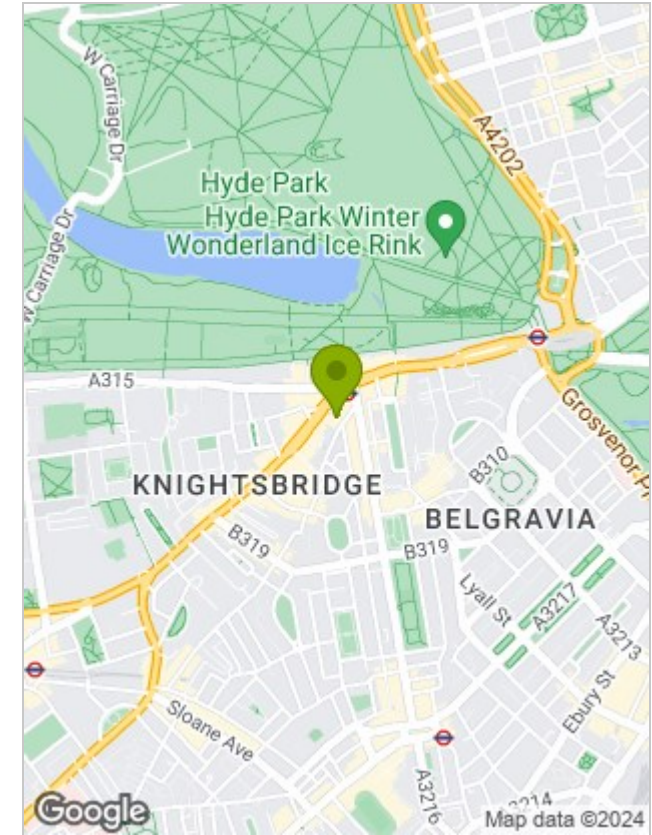 W Carriage Dr
A4202
Hyde Park
Hyde Park Winter
Wonderland Ice Rink
W Carriage Dr
A315
Grosvenor Pl
B310
KNIGHTSBRIDGE
BELGRAVIA
B319
B319
Lyall St
A3217
A3213
Ebury St
Sloane Ave
A3216
3214
Google
Map data ©2024